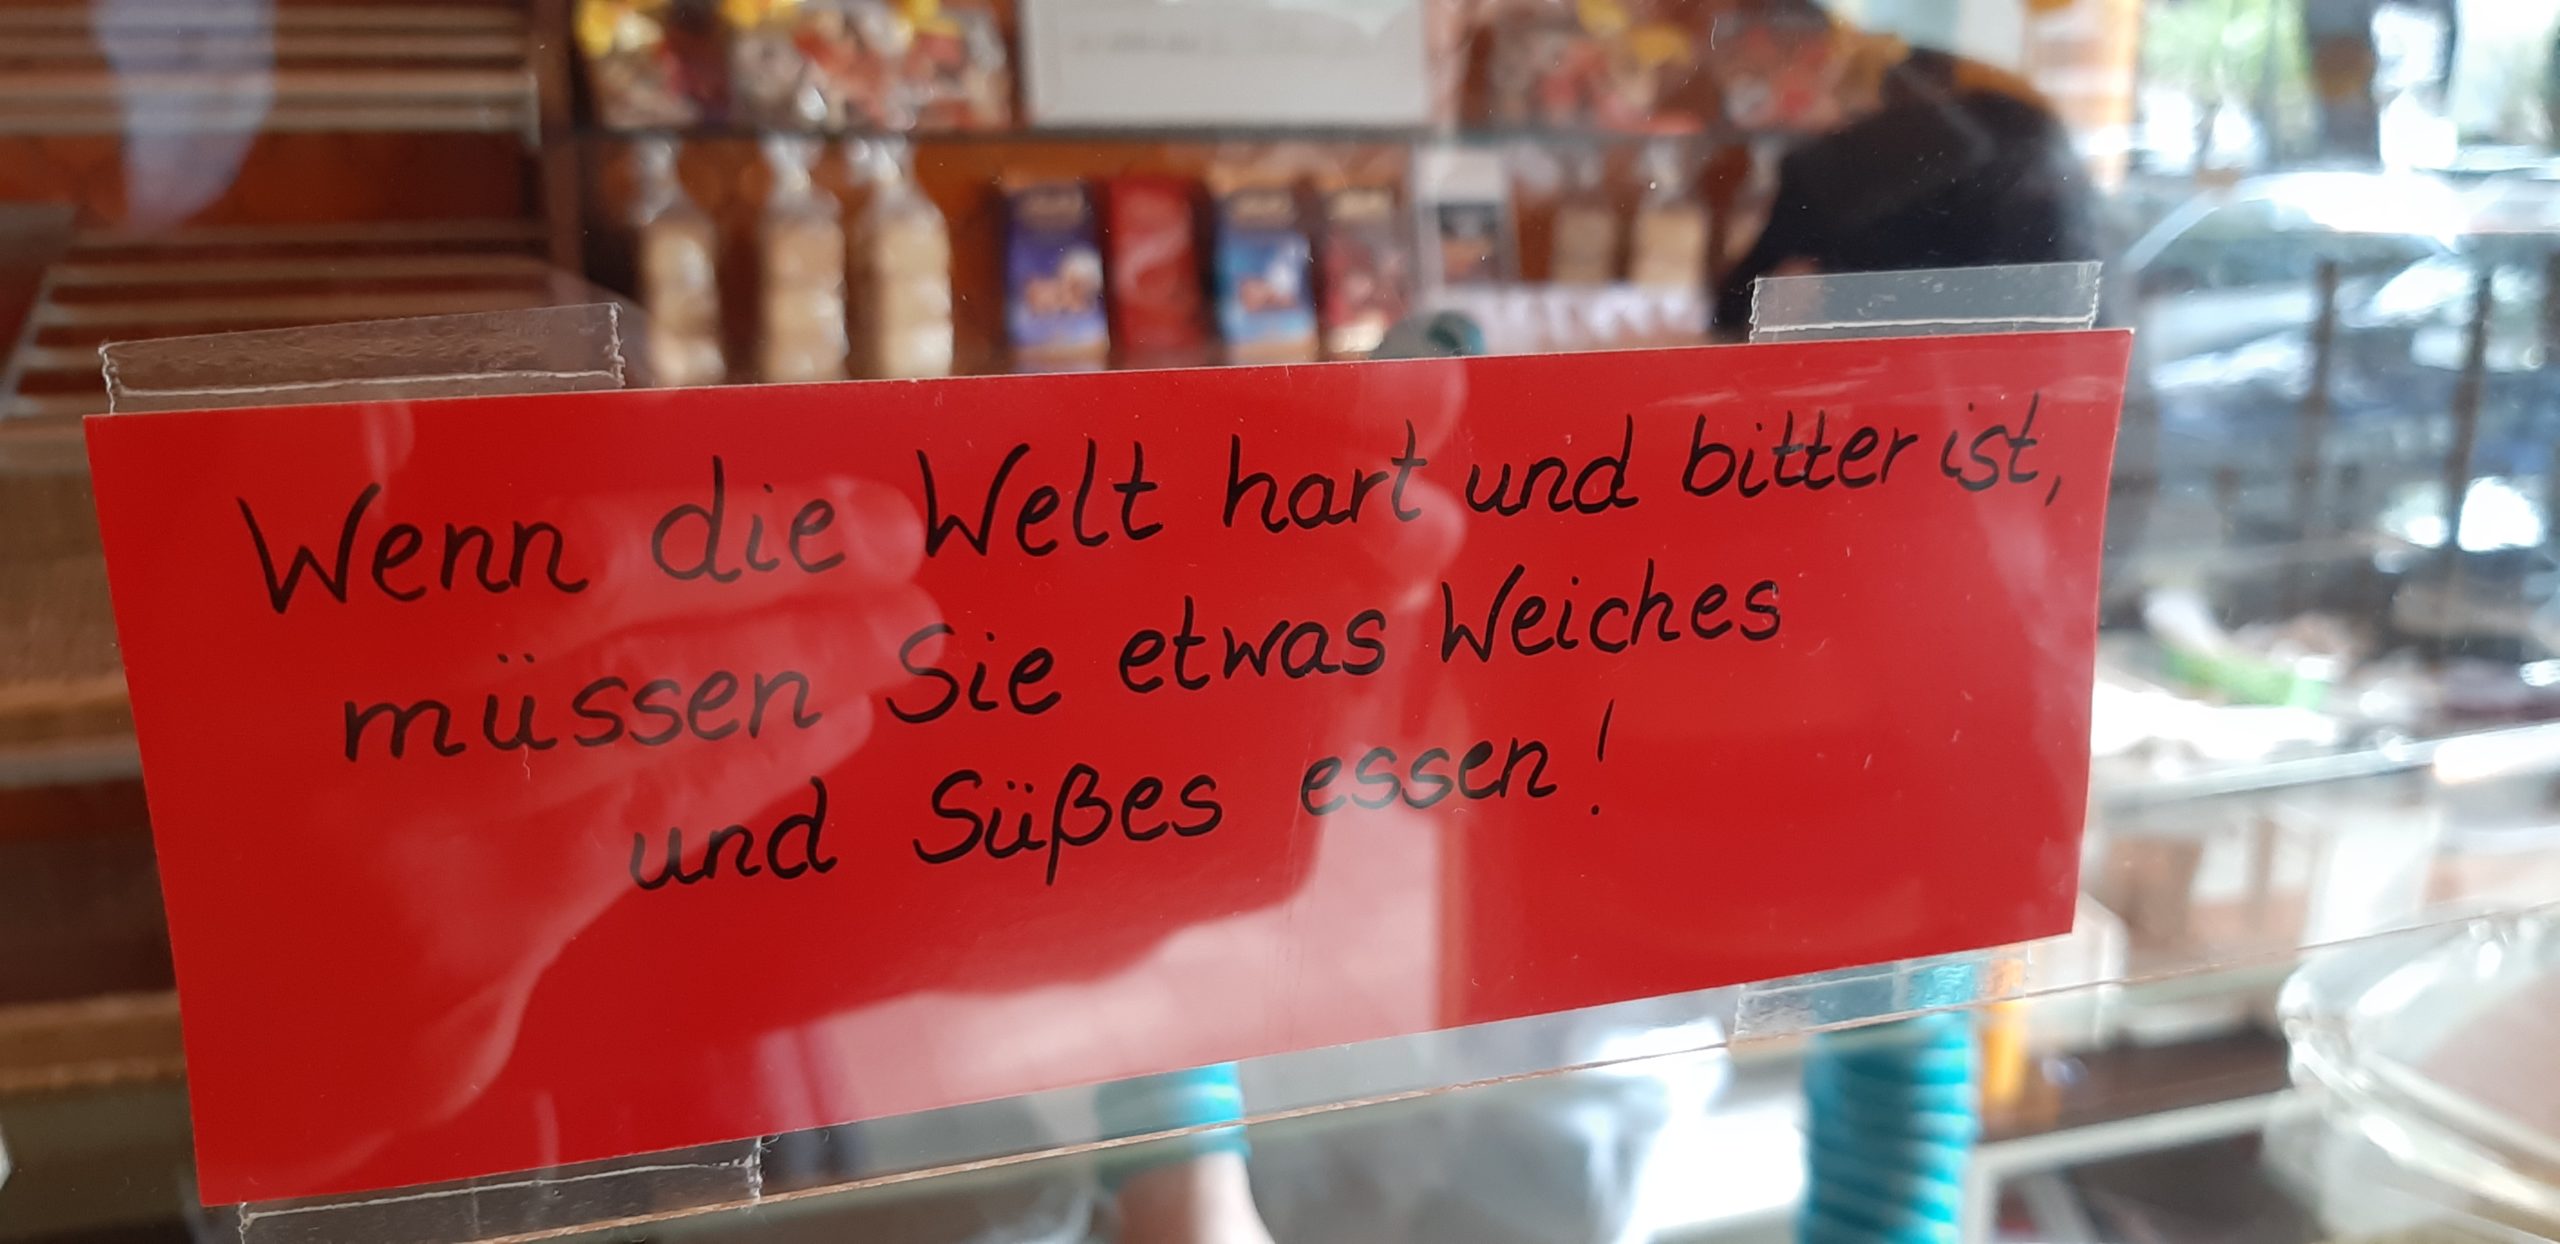 Wenn die Welt hart und bitter ist,
müssen Sie etwas Weiches
und Süßes essen!